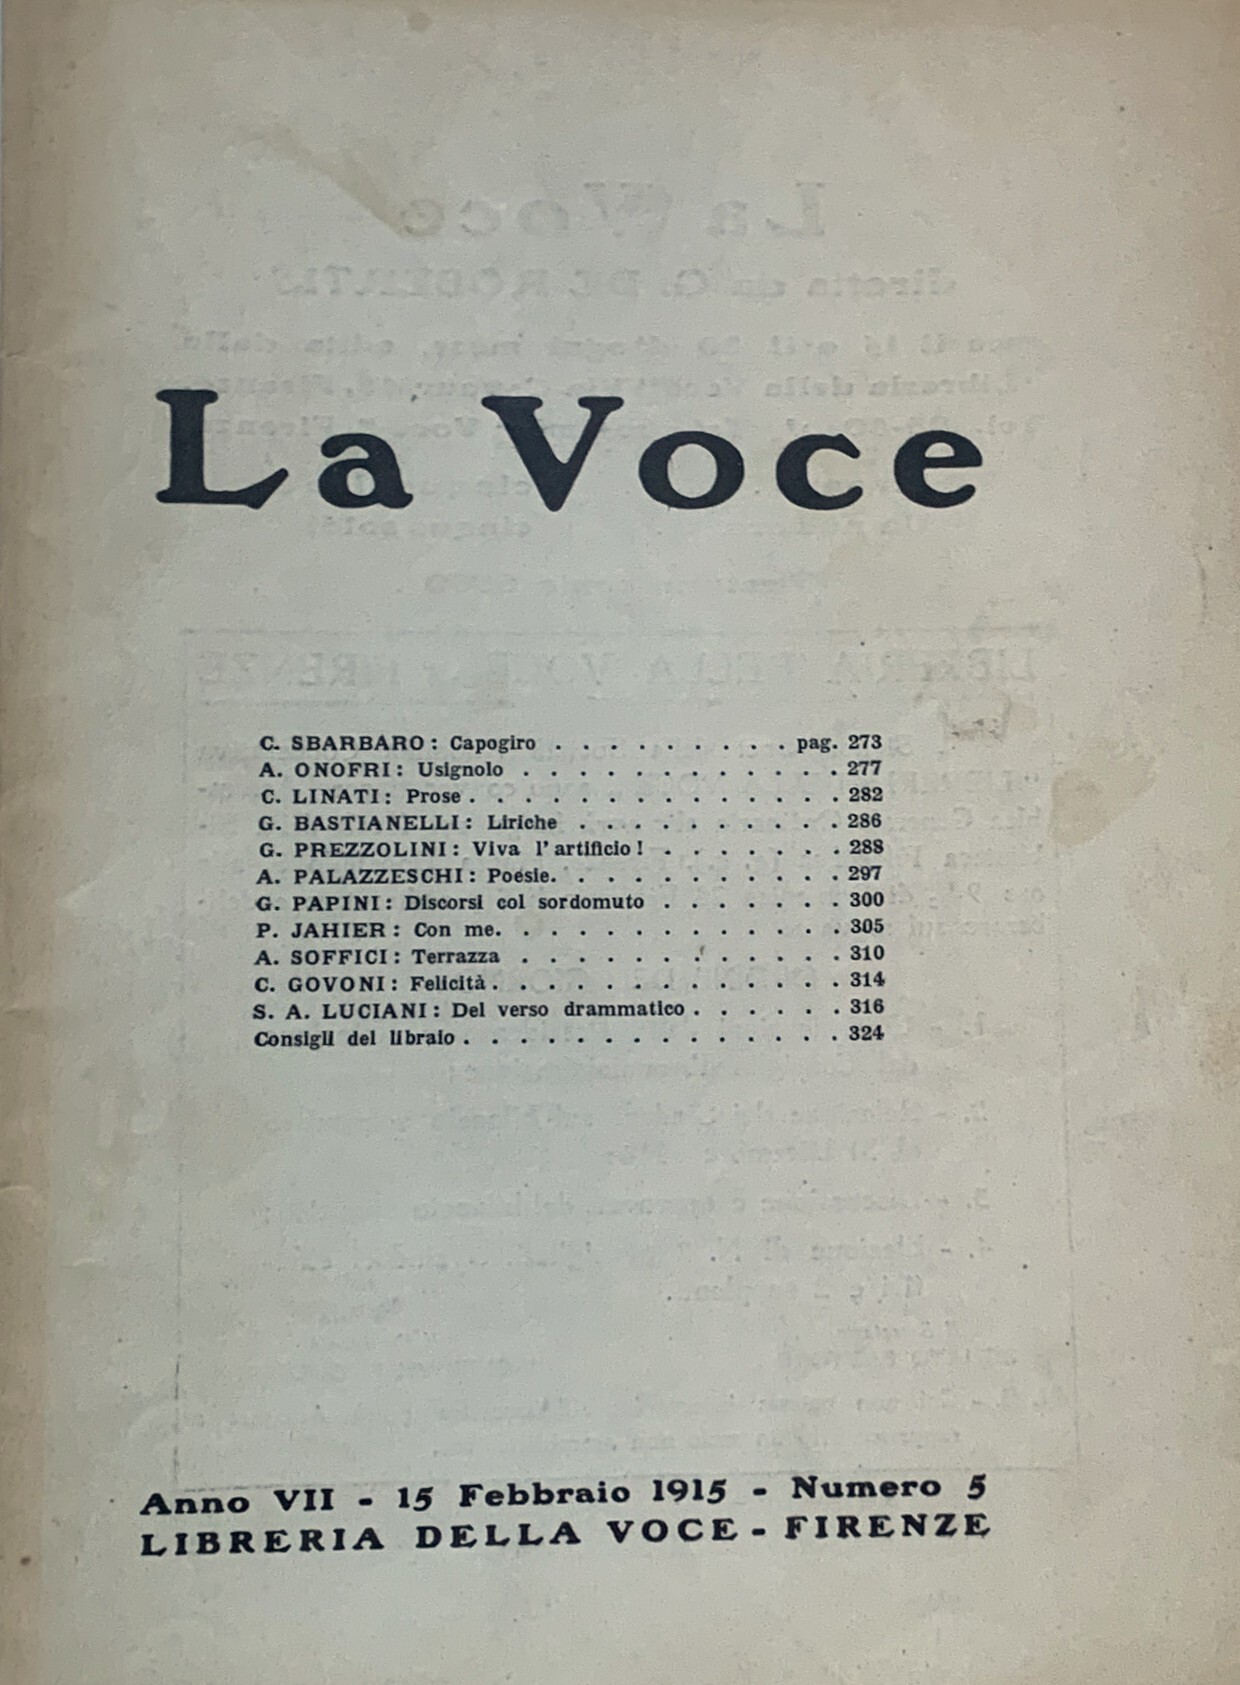 La Voce
C. SBARBARO: Capogiro . . . . . . . . . pag. 273
A. ONOFRI: Usignolo . . . . . . . . . . . . 277
C. LINATI: Prose . . . . . . . . . . . . . . 282
G. BASTIANELLI: Liriche . . . . . . . . . . 286
G. PREZZOLINI: Viva l'artificio! . . . . . . . 288
A. PALAZZESCHI: Poesie. . . . . . . . . . . 297
G. PAPINI: Discorsi col sordomuto . . . . . . . 300
P. JAHIER: Con me. . . . . . . . . . . . . 305
A. SOFFICI: Terrazza . . . . . . . . . . . . 310
C. GOVONI: Felicità . . . . . . . . . . . . . 314
S. A. LUCIANI: Del verso drammatico . . . . . . 316
Consigli del libraio . . . . . . . . . . . . . . 324
Anno VII - 15 Febbraio 1915 - Numero 5
LIBRERIA DELLA VOCE - FIRENZE